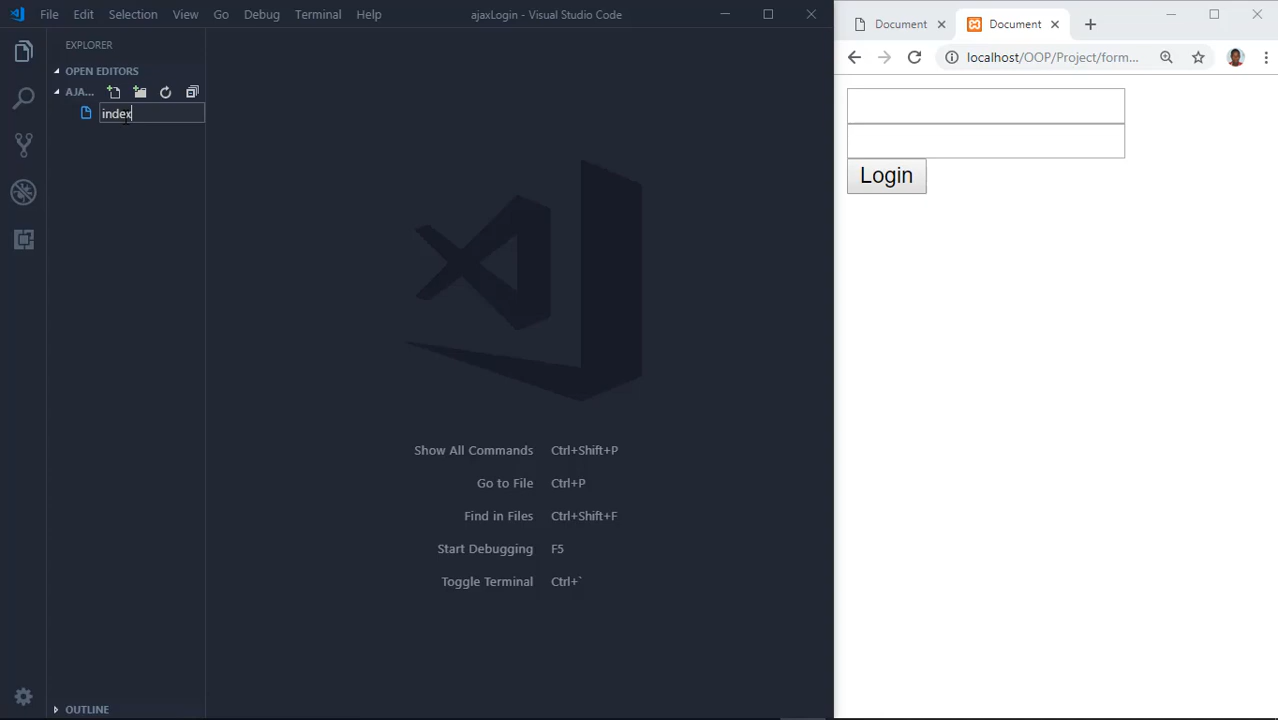 File Edit Selection View Go Debug Terminal Help
ajaxLogin - Visual Studio Code
EXPLORER
OPEN EDITORS
AJA...
index
Show All Commands Ctrl+Shift+P
Go to File Ctrl+P
Find in Files Ctrl+Shift+F
Start Debugging F5
Toggle Terminal Ctrl+`
OUTLINE
Document
Document
localhost/OOP/Project/form...
Login